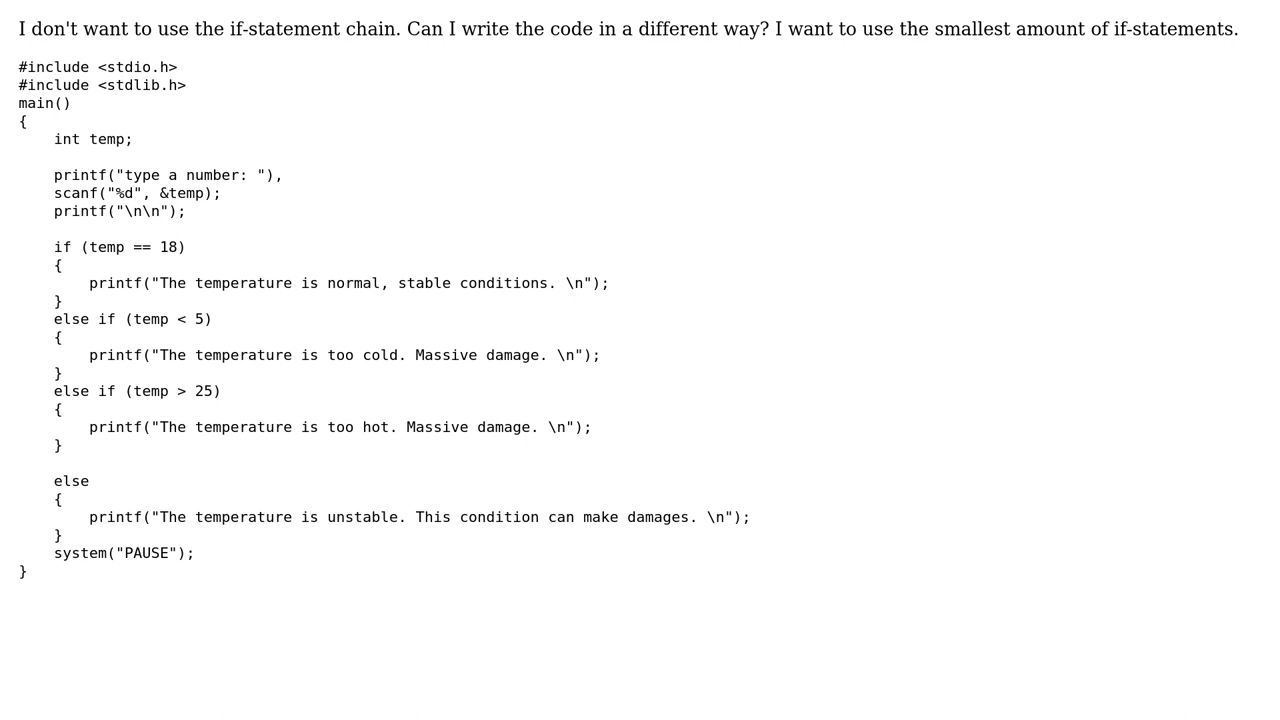 I don't want to use the if-statement chain. Can I write the code in a different way? I want to use the smallest amount of if-statements.
#include <stdio.h>
#include <stdlib.h>
main()
{
    int temp;

    printf("type a number: "),
    scanf("%d", &temp);
    printf("\n\n");

    if (temp == 18)
    {
        printf("The temperature is normal, stable conditions. \n");
    }
    else if (temp < 5)
    {
        printf("The temperature is too cold. Massive damage. \n");
    }
    else if (temp > 25)
    {
        printf("The temperature is too hot. Massive damage. \n");
    }

    else
    {
        printf("The temperature is unstable. This condition can make damages. \n");
    }
    system("PAUSE");
}